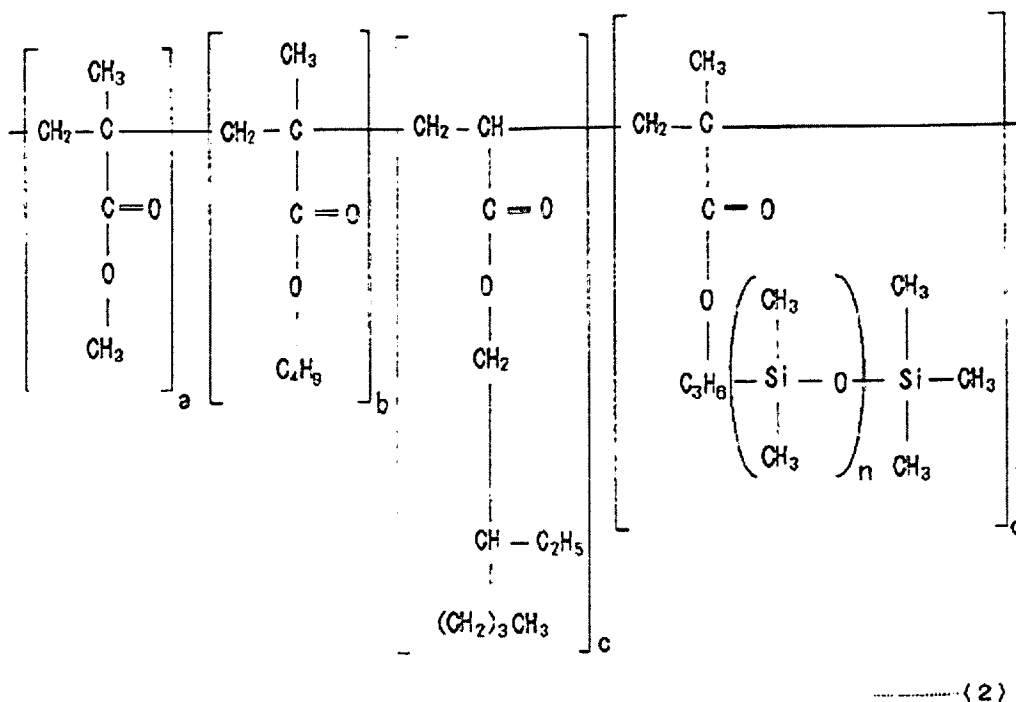 CH₃ CH₃ CH₃
CH₂—C CH₂—C CH₂—CH CH₂—C
C=O C=O C=O C=O
O O O O CH₃ CH₃
CH₃ C₄H₉ CH₂ C₃H₆—(Si—O)—Si—CH₃
a b
CH₃ n CH₃
CH—C₂H₅
(CH₂)₃CH₃
c
(2)